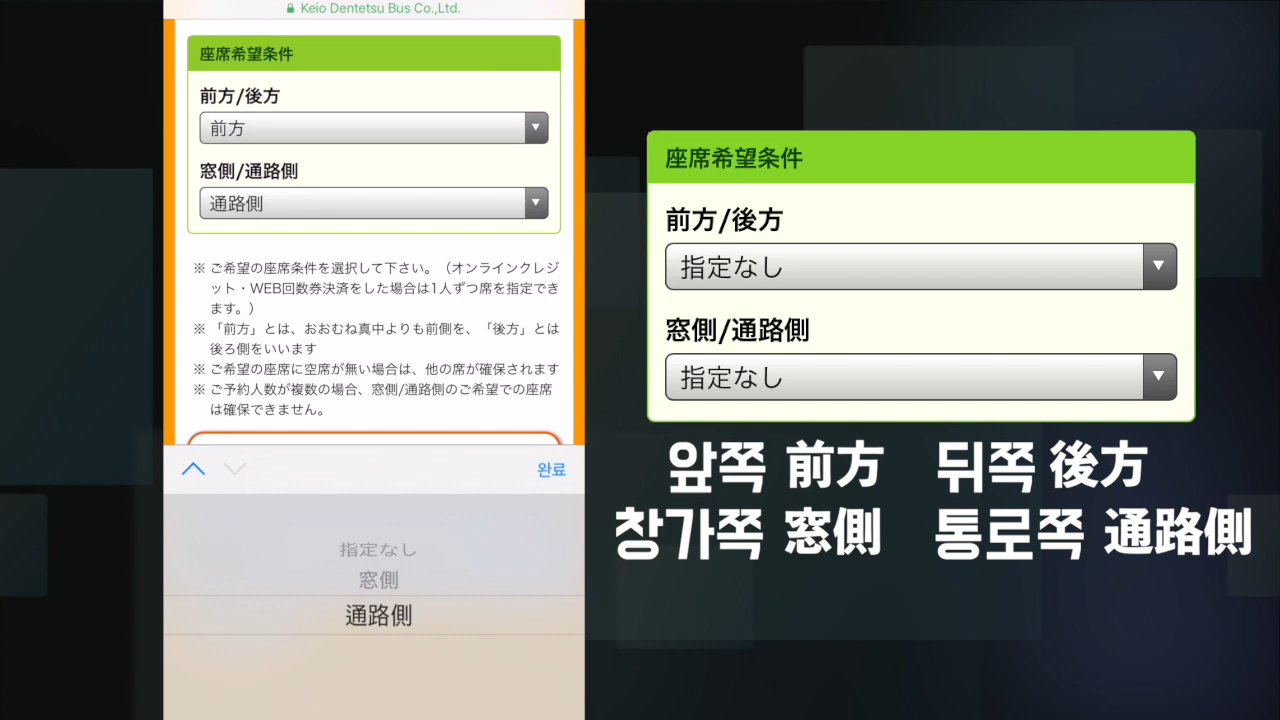 Keio Dentetsu Bus Co.,Ltd.
座席希望条件
前方/後方
前方
窓側/通路側
通路側
※ ご希望の座席条件を選択して下さい。（オンラインクレジ
ット・WEB回数券決済をした場合は1人ずつ席を指定でき
ます。）
※ 「前方」とは、おおむね真中よりも前側を、「後方」とは
後ろ側をいいます
※ ご希望の座席に空席が無い場合は、他の席が確保されます
※ ご予約人数が複数の場合、窓側/通路側のご希望での座席
は確保できません。
완료
指定なし
窓側
通路側
座席希望条件
前方/後方
指定なし
窓側/通路側
指定なし
앞쪽 前方 뒤쪽 後方
창가쪽 窓側 통로쪽 通路側